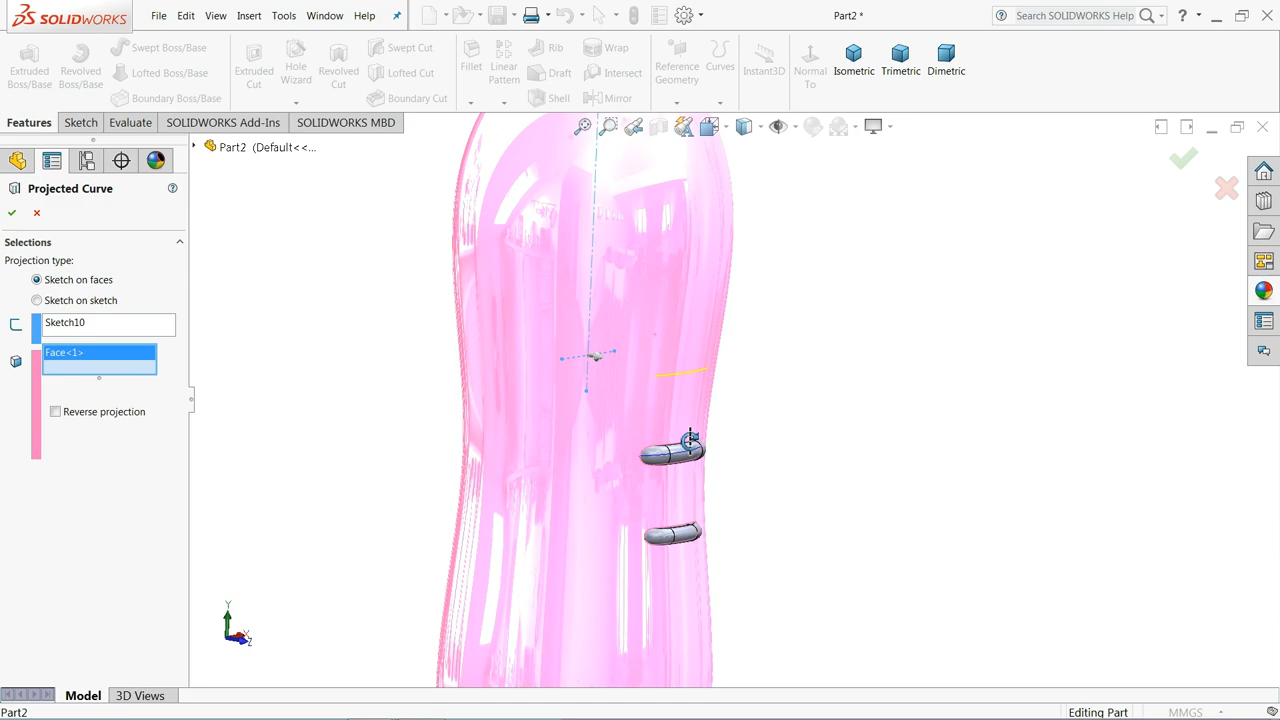 SOLIDWORKS File Edit View Insert Tools Window Help Part2 * Search SOLIDWORKS Help ?
Extruded Boss/Base
Revolved Boss/Base
Swept Boss/Base
Lofted Boss/Base
Boundary Boss/Base
Extruded Cut
Hole Wizard
Revolved Cut
Swept Cut
Lofted Cut
Boundary Cut
Fillet
Linear Pattern
Rib
Draft
Shell
Wrap
Intersect
Mirror
Reference Geometry
Curves
Instant3D
Normal To
Isometric
Trimetric
Dimetric
Features Sketch Evaluate SOLIDWORKS Add-Ins SOLIDWORKS MBD
Part2 (Default<<...
Projected Curve
Selections
Projection type:
Sketch on faces
Sketch on sketch
Sketch10
Face<1>
Reverse projection
Y
Z
Model 3D Views
Part2 Editing Part MMGS